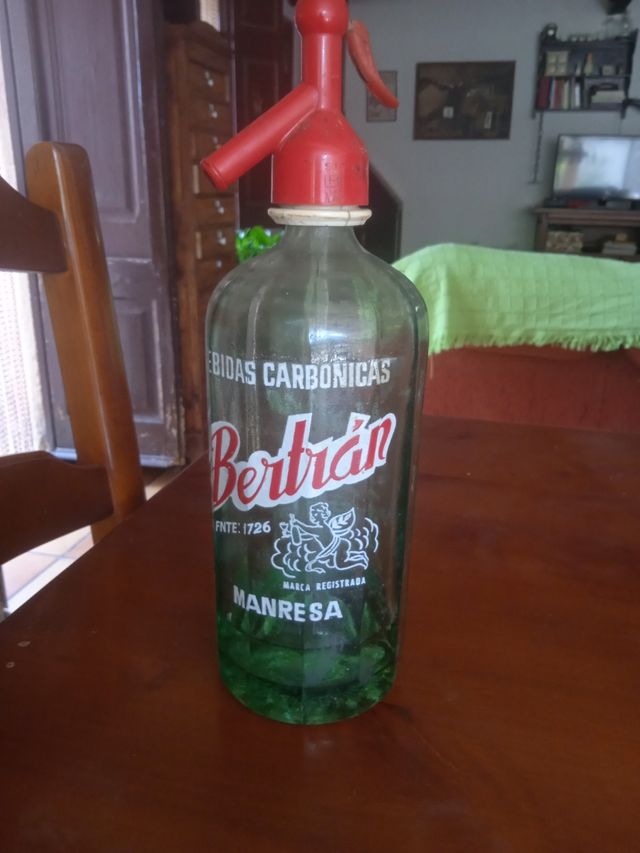 EBIDAS CARBONICAS
Bertrán
FNTE: 1726
MARCA REGISTRADA
MANRESA